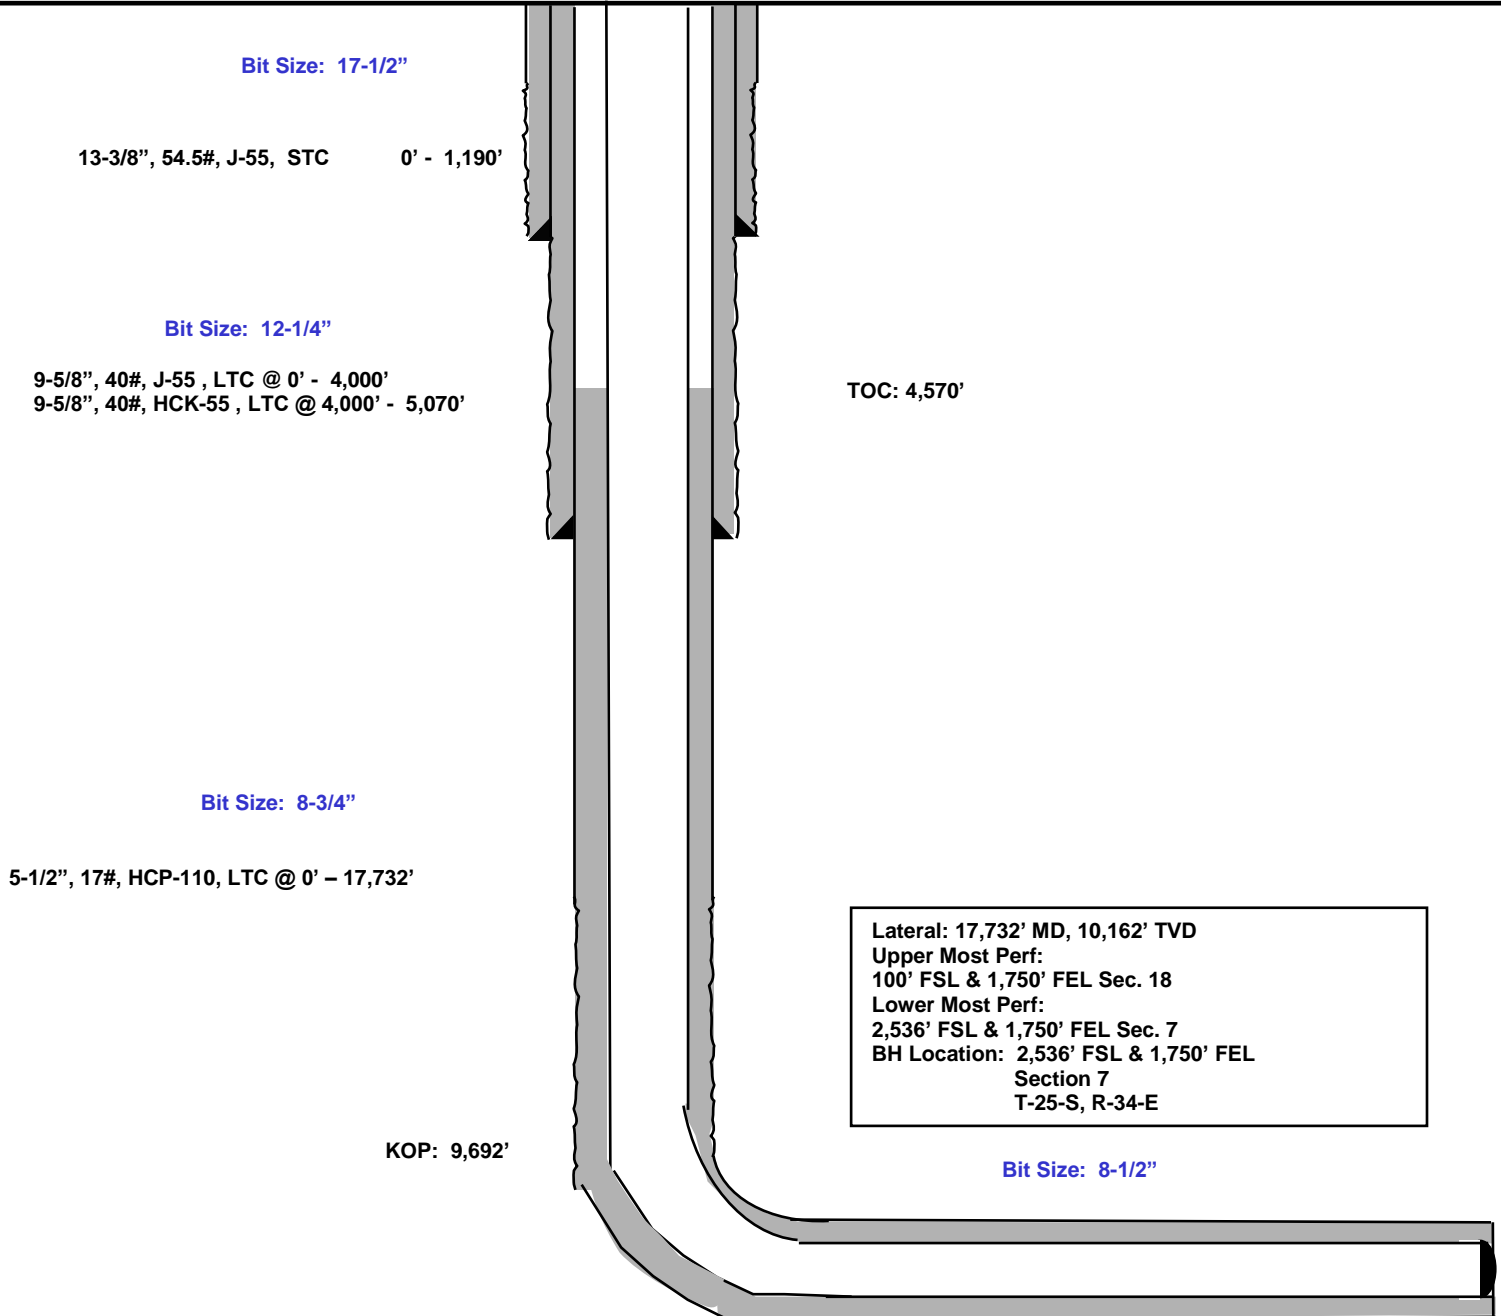 Bit Size:  17-1/2”
13-3/8”, 54.5#, J-55,  STC 0’ -  1,190’
Bit Size:  12-1/4”
9-5/8”, 40#, J-55 , LTC @ 0’ -  4,000’
9-5/8”, 40#, HCK-55 , LTC @ 4,000’ -  5,070’
TOC: 4,570’
Bit Size:  8-3/4”
5-1/2”, 17#, HCP-110, LTC @ 0’ – 17,732’
Lateral: 17,732’ MD, 10,162’ TVD
Upper Most Perf:
100’ FSL & 1,750’ FEL Sec. 18
Lower Most Perf:
2,536’ FSL & 1,750’ FEL Sec. 7
BH Location:  2,536’ FSL & 1,750’ FEL
Section 7
T-25-S, R-34-E
KOP:  9,692’
Bit Size:  8-1/2”